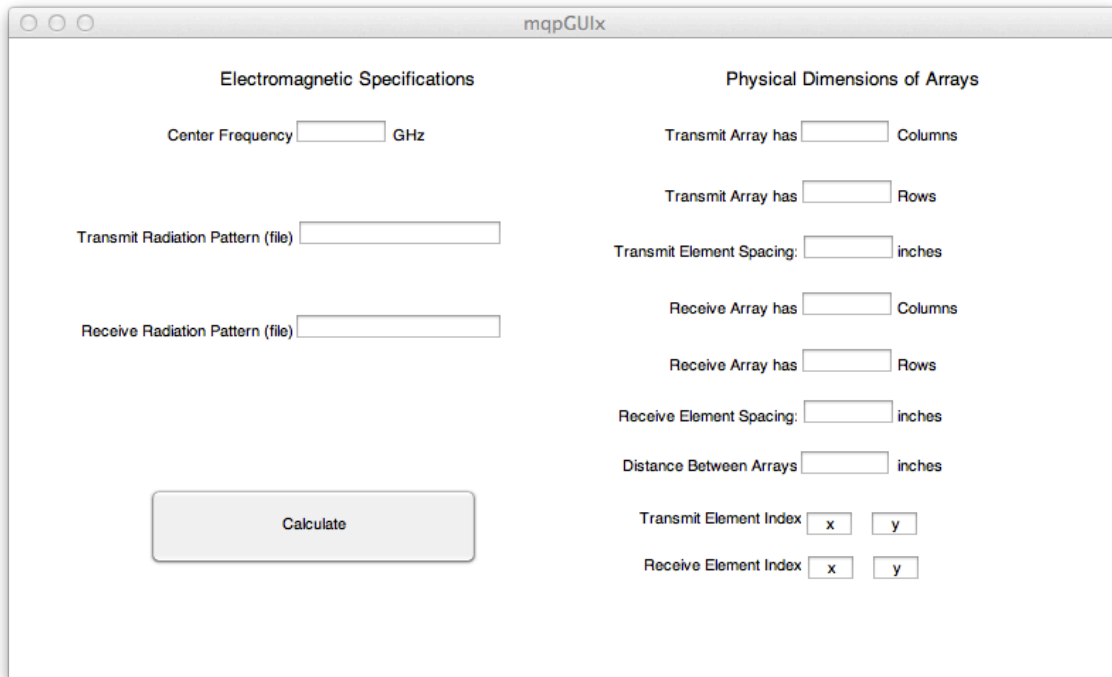 mqpGUIx
Electromagnetic Specifications
Center Frequency GHz
Transmit Radiation Pattern (file)
Receive Radiation Pattern (file)
Calculate
Physical Dimensions of Arrays
Transmit Array has Columns
Transmit Array has Rows
Transmit Element Spacing: inches
Receive Array has Columns
Receive Array has Rows
Receive Element Spacing: inches
Distance Between Arrays inches
Transmit Element Index x y
Receive Element Index x y